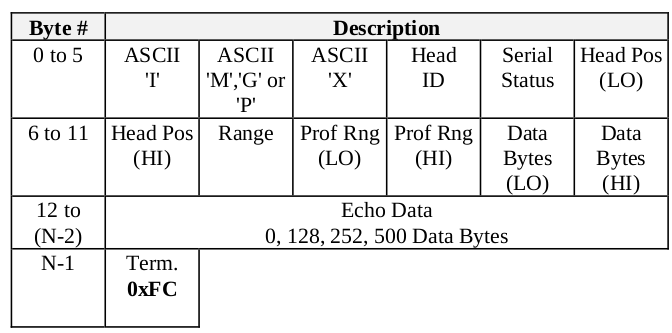 Byte # Description
0 to 5 ASCII 'I' ASCII 'M','G' or 'P' ASCII 'X' Head ID Serial Status Head Pos (LO)
6 to 11 Head Pos (HI) Range Prof Rng (LO) Prof Rng (HI) Data Bytes (LO) Data Bytes (HI)
12 to (N-2) Echo Data
0, 128, 252, 500 Data Bytes
N-1 Term. 0xFC